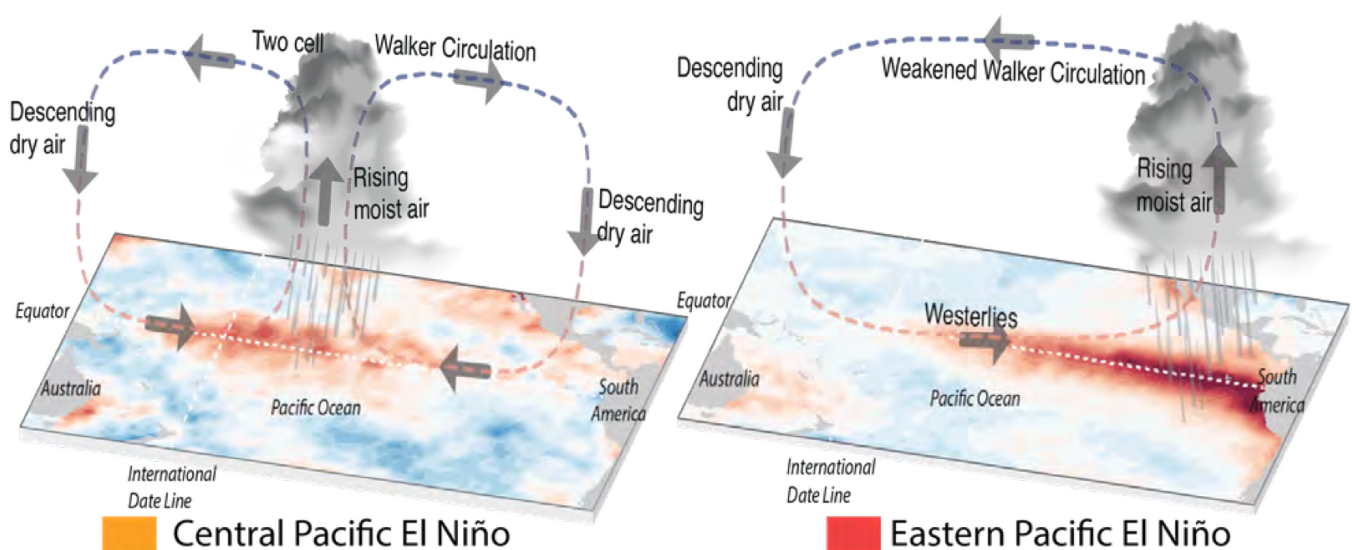 Two cell
Walker Circulation
Descending
dry air
Rising
moist air
Descending
dry air
Equator
Australia
Pacific Ocean
South
America
International
Date Line
Central Pacific El Niño
Descending
dry air
Weakened Walker Circulation
Rising
moist air
Equator
Westerlies
Australia
Pacific Ocean
South
America
International
Date Line
Eastern Pacific El Niño